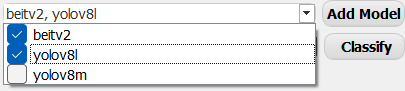 beitv2, yolov8l
Add Model
beitv2
yolov8l
Classify
yolov8m